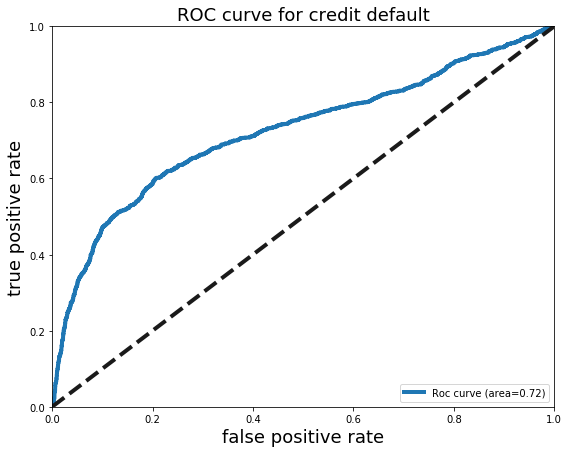 ROC curve for credit default
true positive rate
1.0
0.8
0.6
0.4
0.2
0.0
Roc curve (area=0.72)
0.0 0.2 0.4 0.6 0.8 1.0
false positive rate